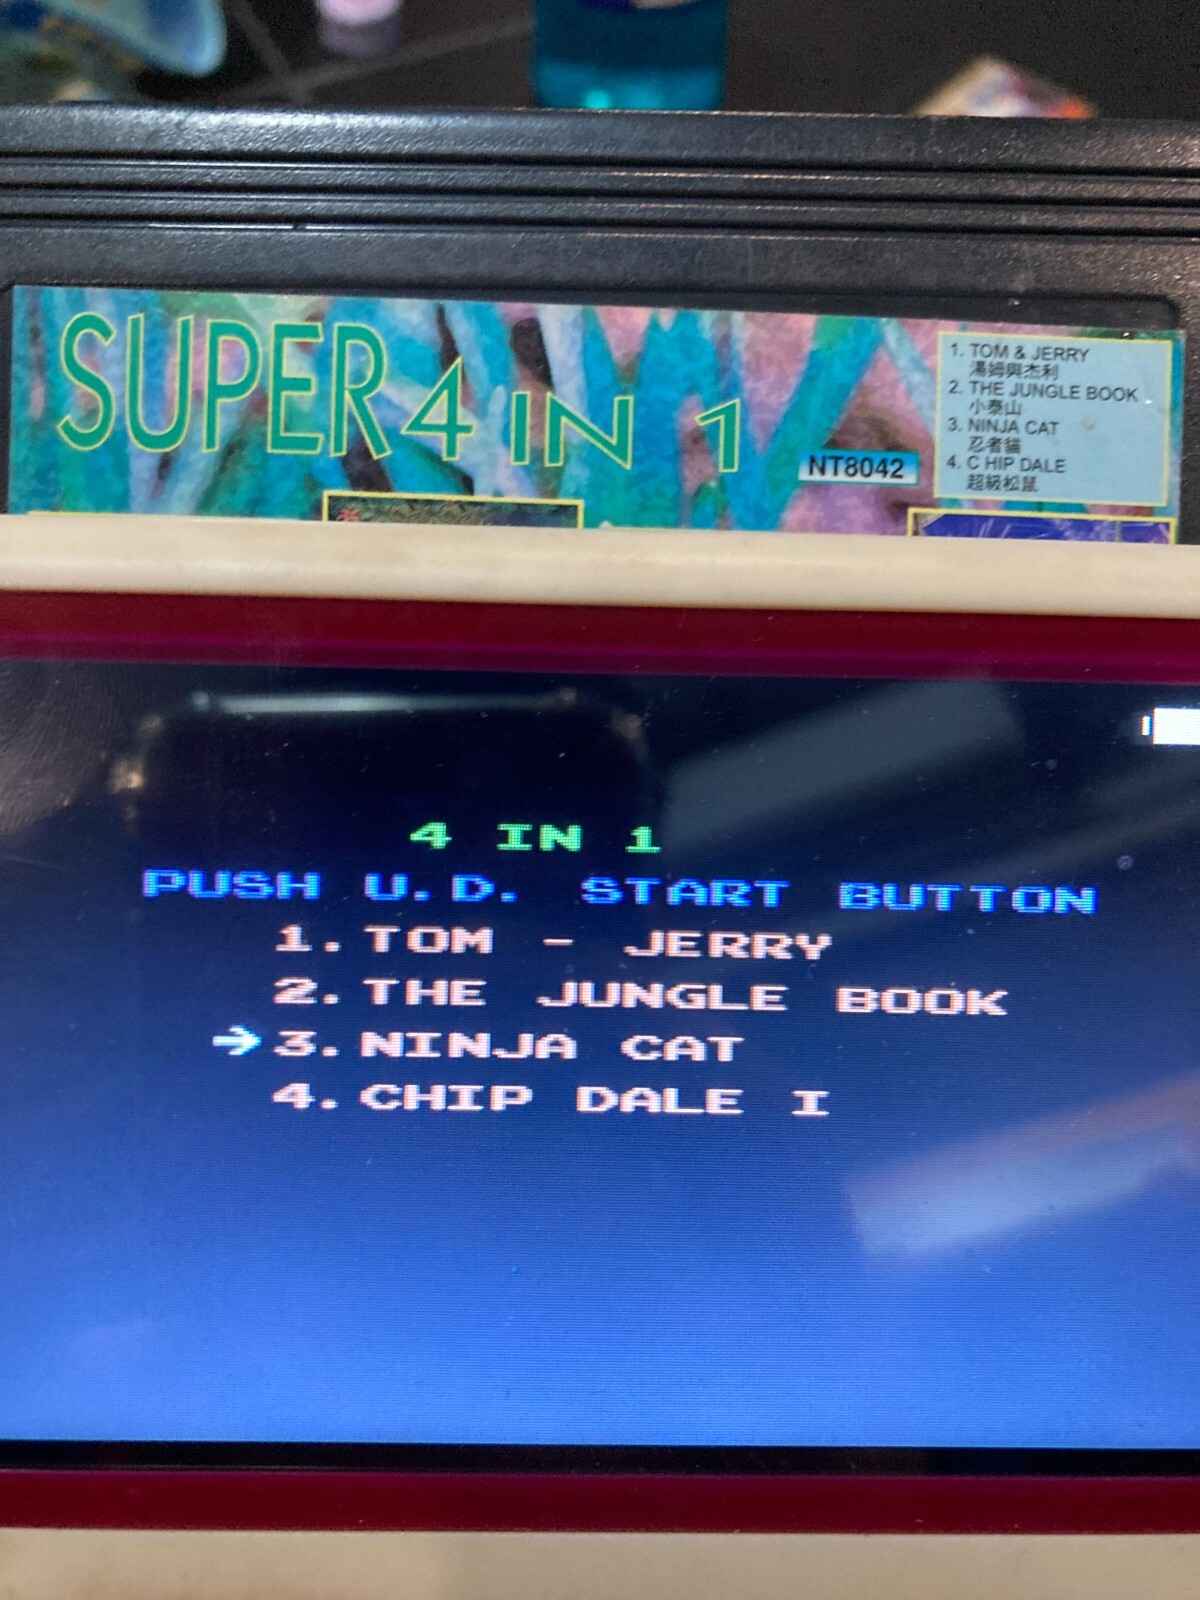 SUPER 4 IN 1
NT8042
1. TOM & JERRY
湯姆與杰利
2. THE JUNGLE BOOK
小泰山
3. NINJA CAT
忍者貓
4. C HIP DALE
超級松鼠
4 IN 1
PUSH U.D. START BUTTON
1. TOM - JERRY
2. THE JUNGLE BOOK
→3. NINJA CAT
4. CHIP DALE I